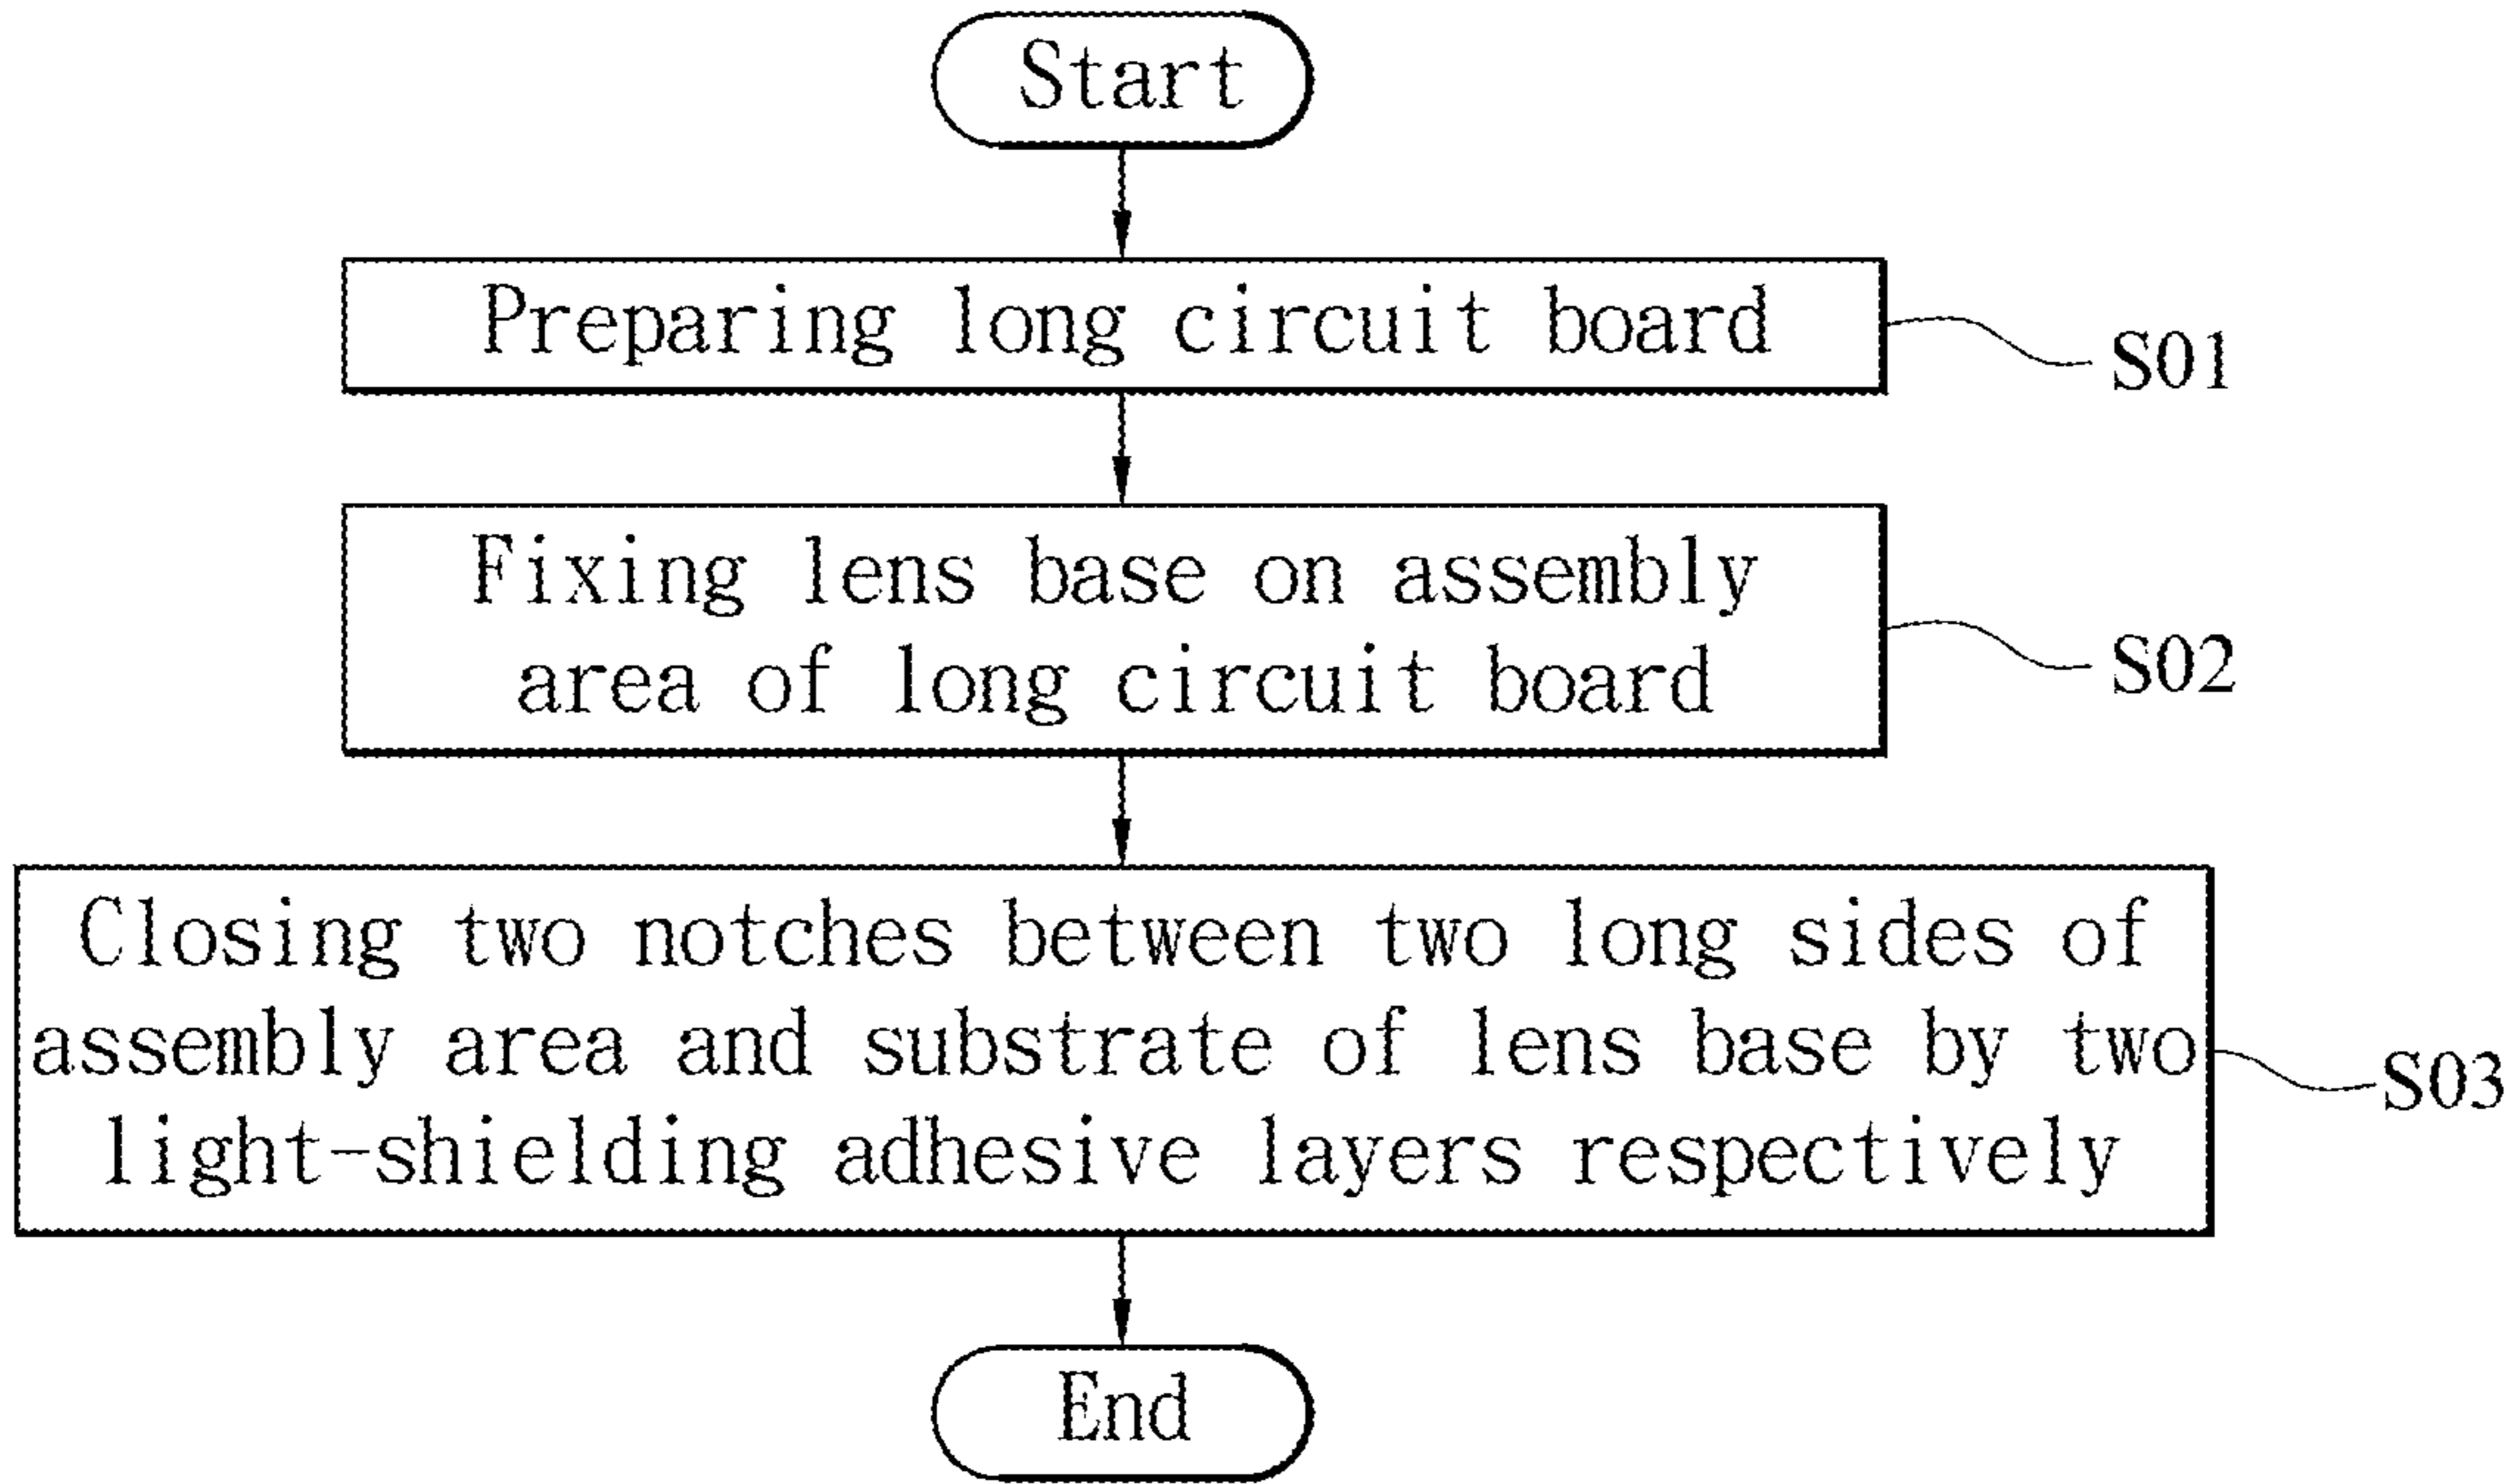 Start
Preparing long circuit board
S01
Fixing lens base on assembly
area of long circuit board
S02
Closing two notches between two long sides of
assembly area and substrate of lens base by two
light-shielding adhesive layers respectively
S03
End